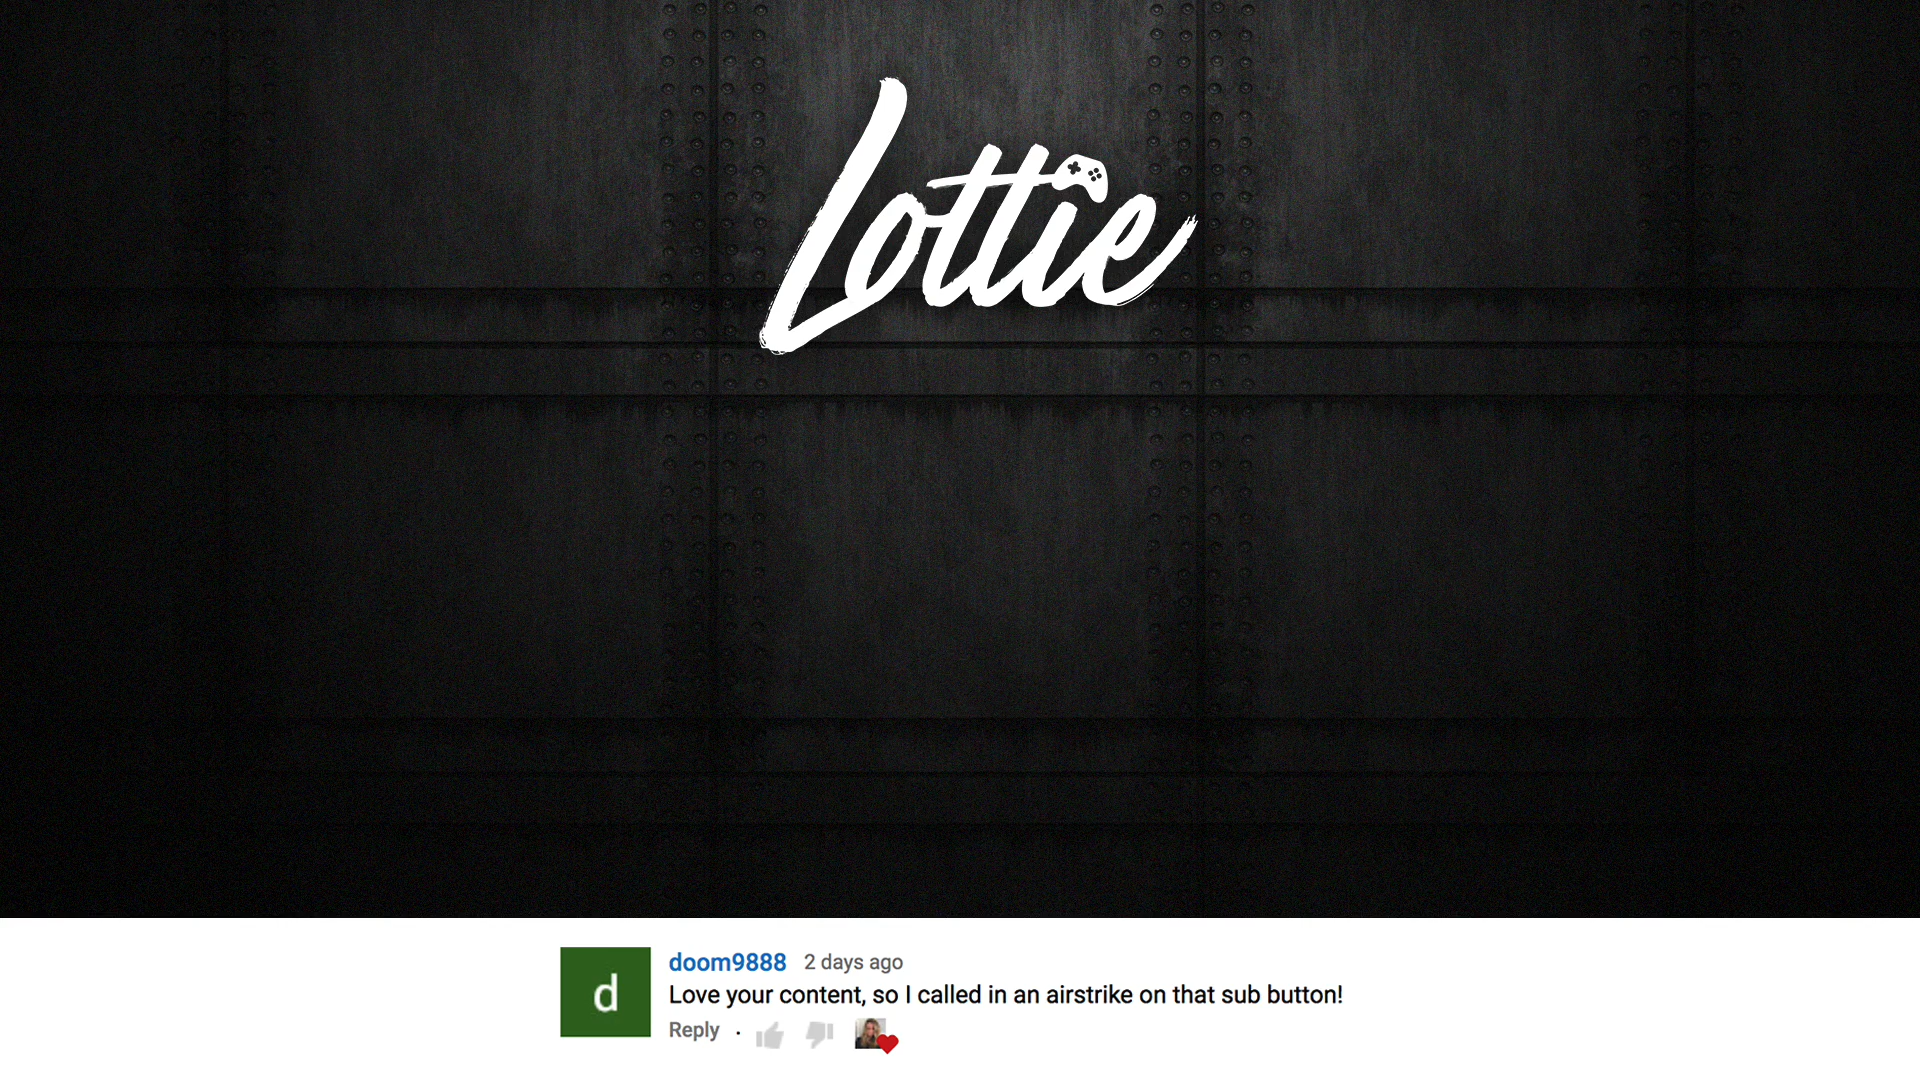 Lottie
d
doom9888 2 days ago
Love your content, so I called in an airstrike on that sub button!
Reply ·